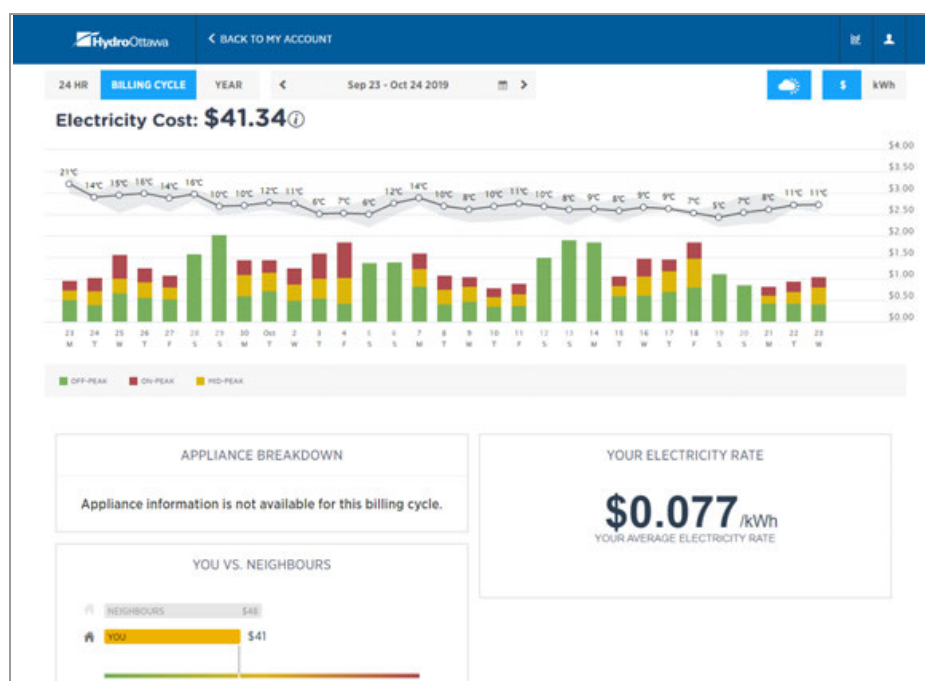 HydroOttawa < BACK TO MY ACCOUNT
24 HR BILLING CYCLE YEAR < Sep 23 - Oct 24 2019 > $ kWh
Electricity Cost: $41.34 i
$4.00
$3.50
$3.00
$2.50
$2.00
$1.50
$1.00
$0.50
$0.00
21°C 14°C 15°C 16°C 14°C 16°C 10°C 10°C 12°C 11°C 6°C 7°C 6°C 12°C 14°C 10°C 8°C 10°C 11°C 10°C 8°C 9°C 8°C 9°C 9°C 7°C 5°C 7°C 8°C 11°C 11°C
23 24 25 26 27 28 29 30 Oct 2 3 4 5 6 7 8 9 10 11 12 13 14 15 16 17 18 19 20 21 22 23
M T W T F S S M T W T F S S M T W T F S S M T W T F S S M T W
OFF-PEAK ON-PEAK MID-PEAK
APPLIANCE BREAKDOWN
Appliance information is not available for this billing cycle.
YOUR ELECTRICITY RATE
$0.077 /kWh
YOUR AVERAGE ELECTRICITY RATE
YOU VS. NEIGHBOURS
NEIGHBOURS $48
YOU $41